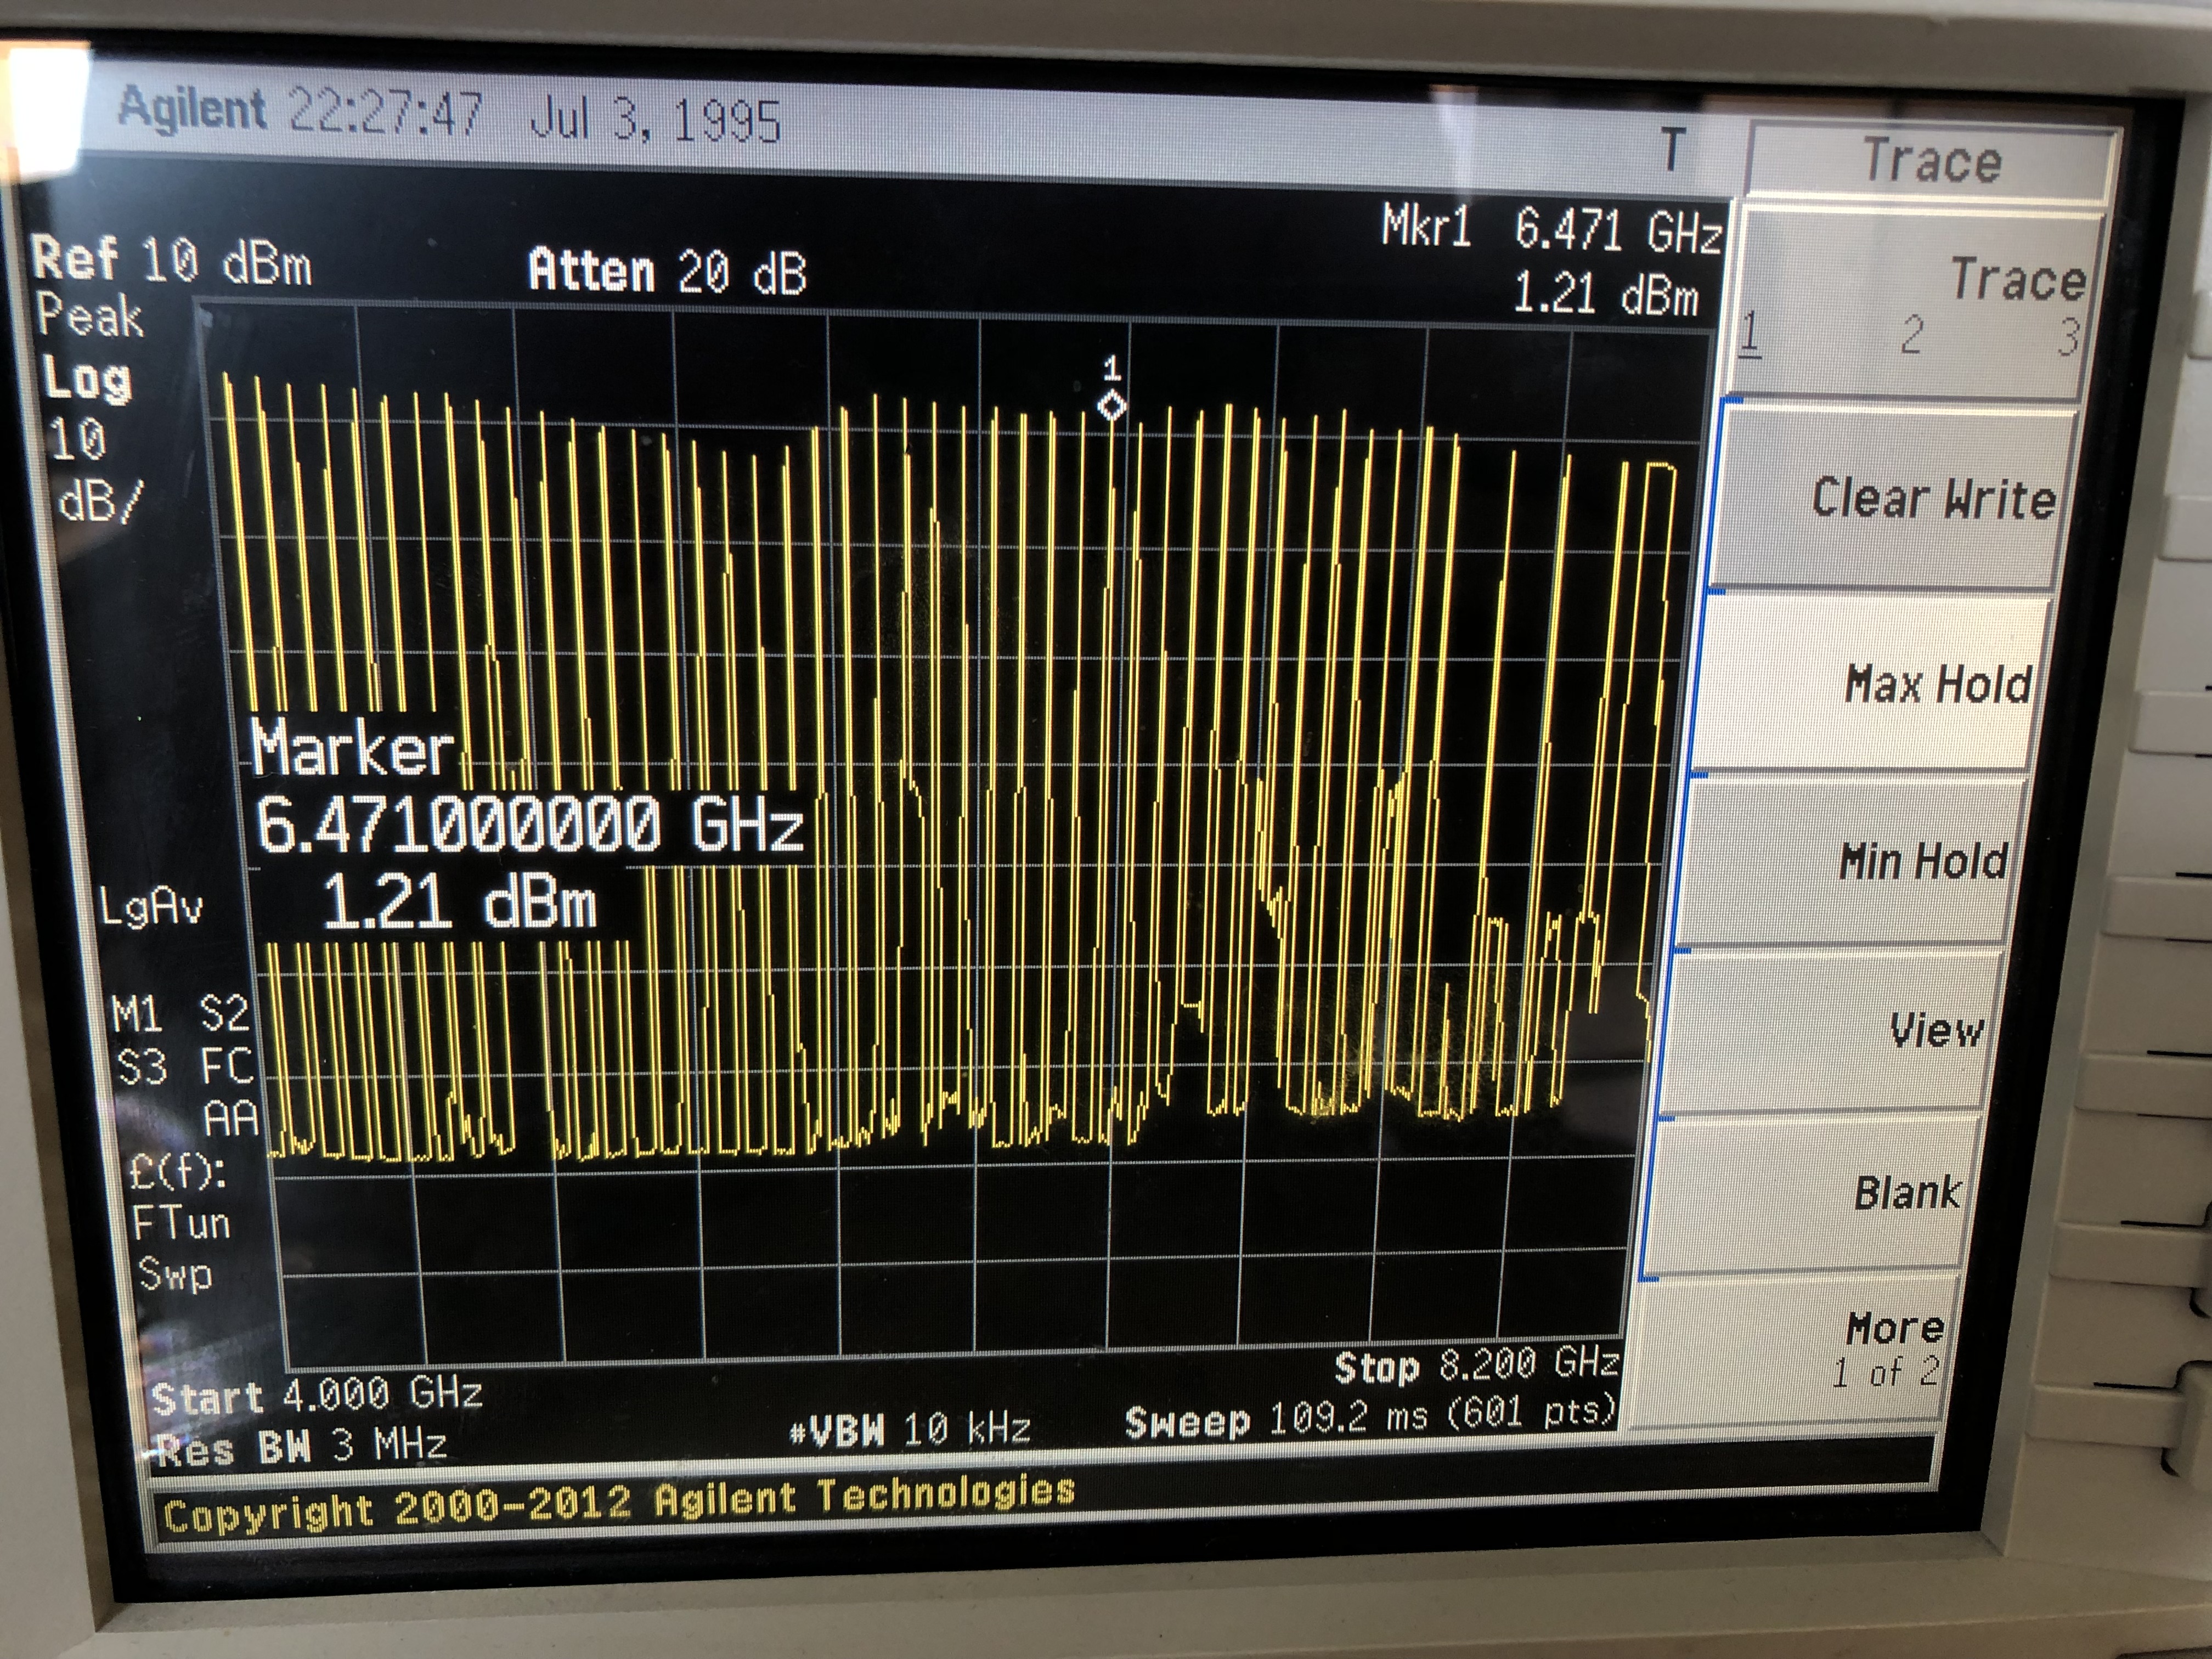 Agilent 22:27:47 Jul 3, 1995
T
Trace
Mkr1 6.471 GHz
Ref 10 dBm
Atten 20 dB
1.21 dBm
Trace
1 2 3
Peak
Log
10
dB/
1
Clear Write
Max Hold
Marker
6.471000000 GHz
1.21 dBm
Min Hold
LgAv
M1 S2
S3 FC
AA
View
£(f):
FTun
Swp
Blank
More
1 of 2
Start 4.000 GHz
Stop 8.200 GHz
Res BW 3 MHz
#VBW 10 kHz
Sweep 109.2 ms (601 pts)
Copyright 2000-2012 Agilent Technologies